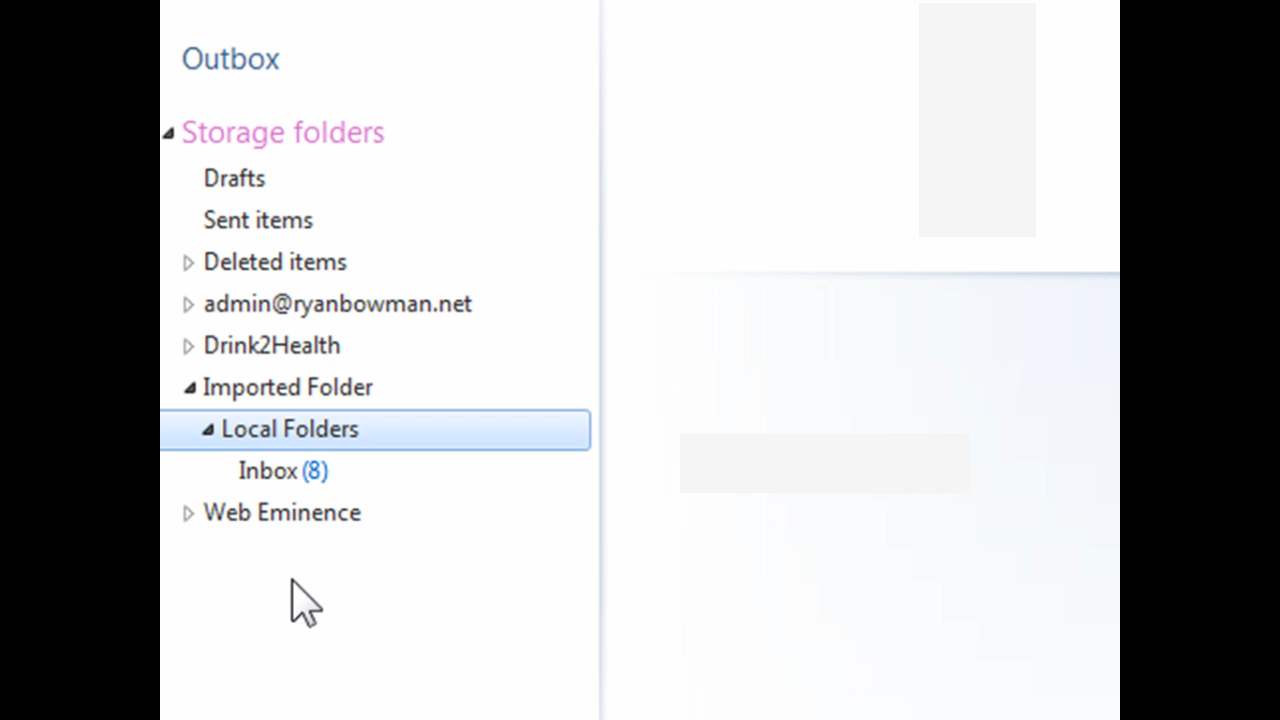 Outbox
Storage folders
Drafts
Sent items
Deleted items
admin@ryanbowman.net
Drink2Health
Imported Folder
Local Folders
Inbox (8)
Web Eminence